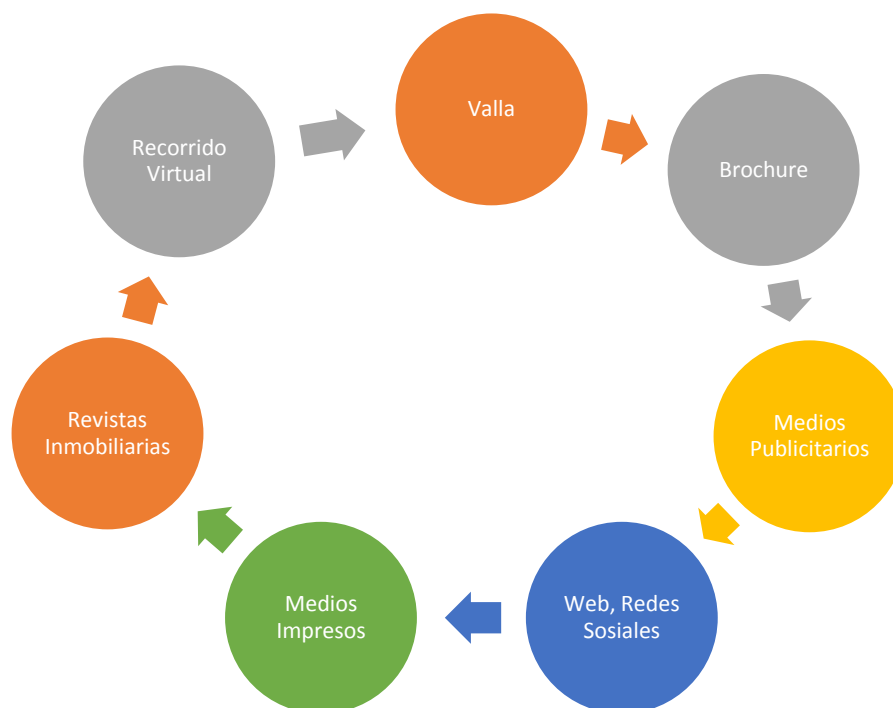 Valla
Brochure
Medios
Publicitarios
Web, Redes
Sosiales
Medios
Impresos
Revistas
Inmobiliarias
Recorrido
Virtual